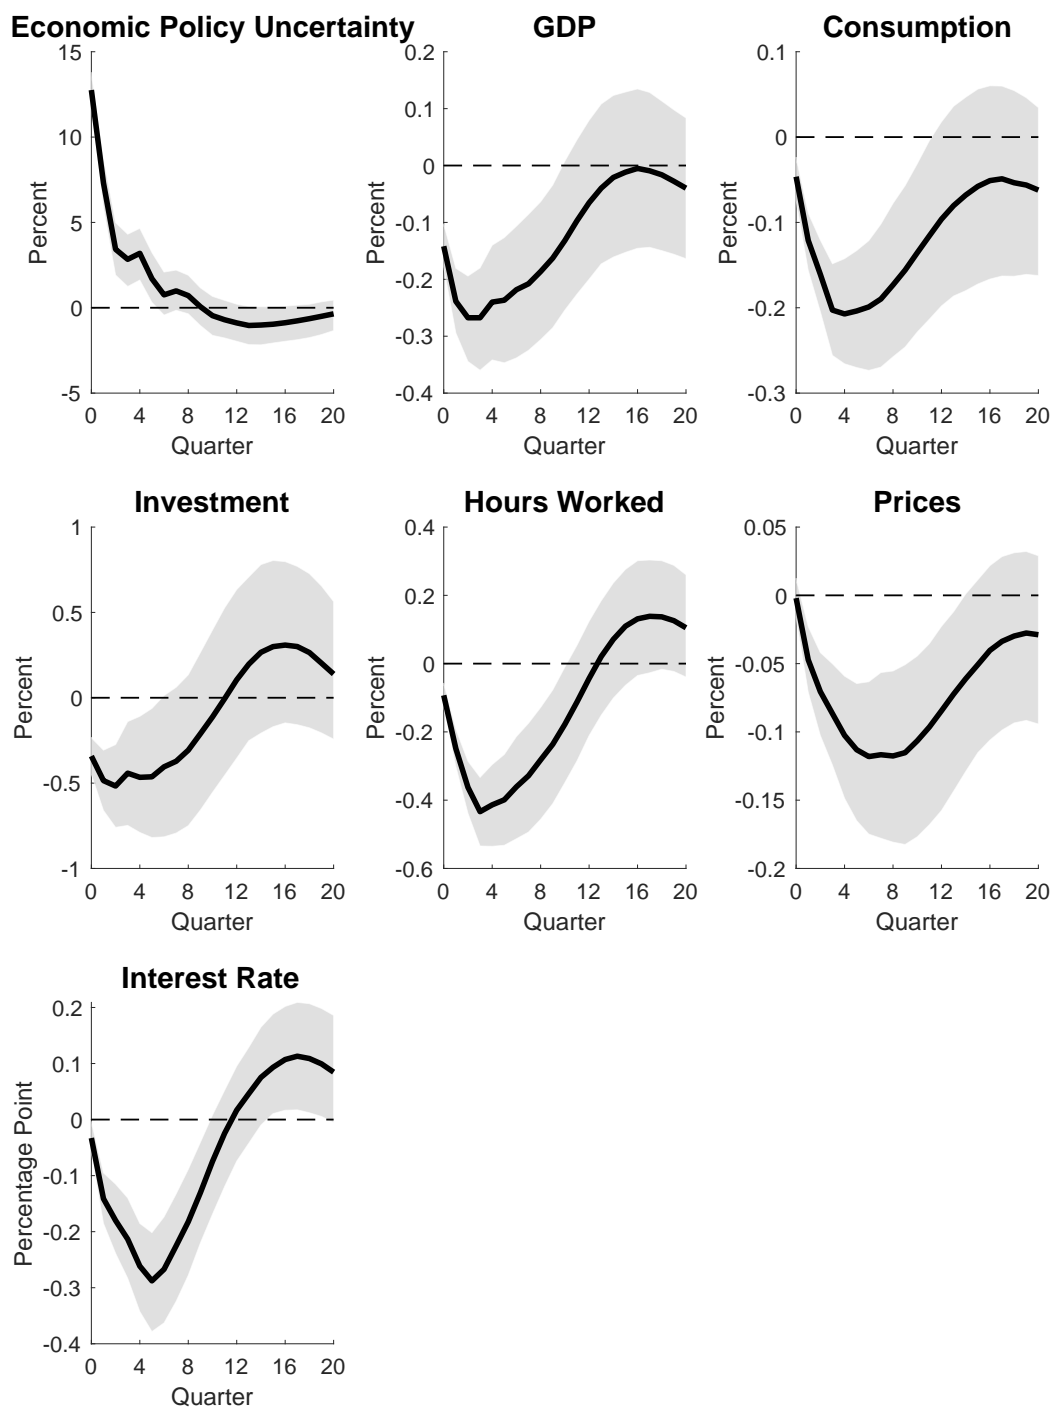 Economic Policy Uncertainty
15
10
5
0
-5
Percent
0 4 8 12 16 20
Quarter
GDP
0.2
0.1
0
-0.1
-0.2
-0.3
-0.4
Percent
0 4 8 12 16 20
Quarter
Consumption
0.1
0
-0.1
-0.2
-0.3
Percent
0 4 8 12 16 20
Quarter
Investment
1
0.5
0
-0.5
-1
Percent
0 4 8 12 16 20
Quarter
Hours Worked
0.4
0.2
0
-0.2
-0.4
-0.6
Percent
0 4 8 12 16 20
Quarter
Prices
0.05
0
-0.05
-0.1
-0.15
-0.2
Percent
0 4 8 12 16 20
Quarter
Interest Rate
0.2
0.1
0
-0.1
-0.2
-0.3
-0.4
Percentage Point
0 4 8 12 16 20
Quarter